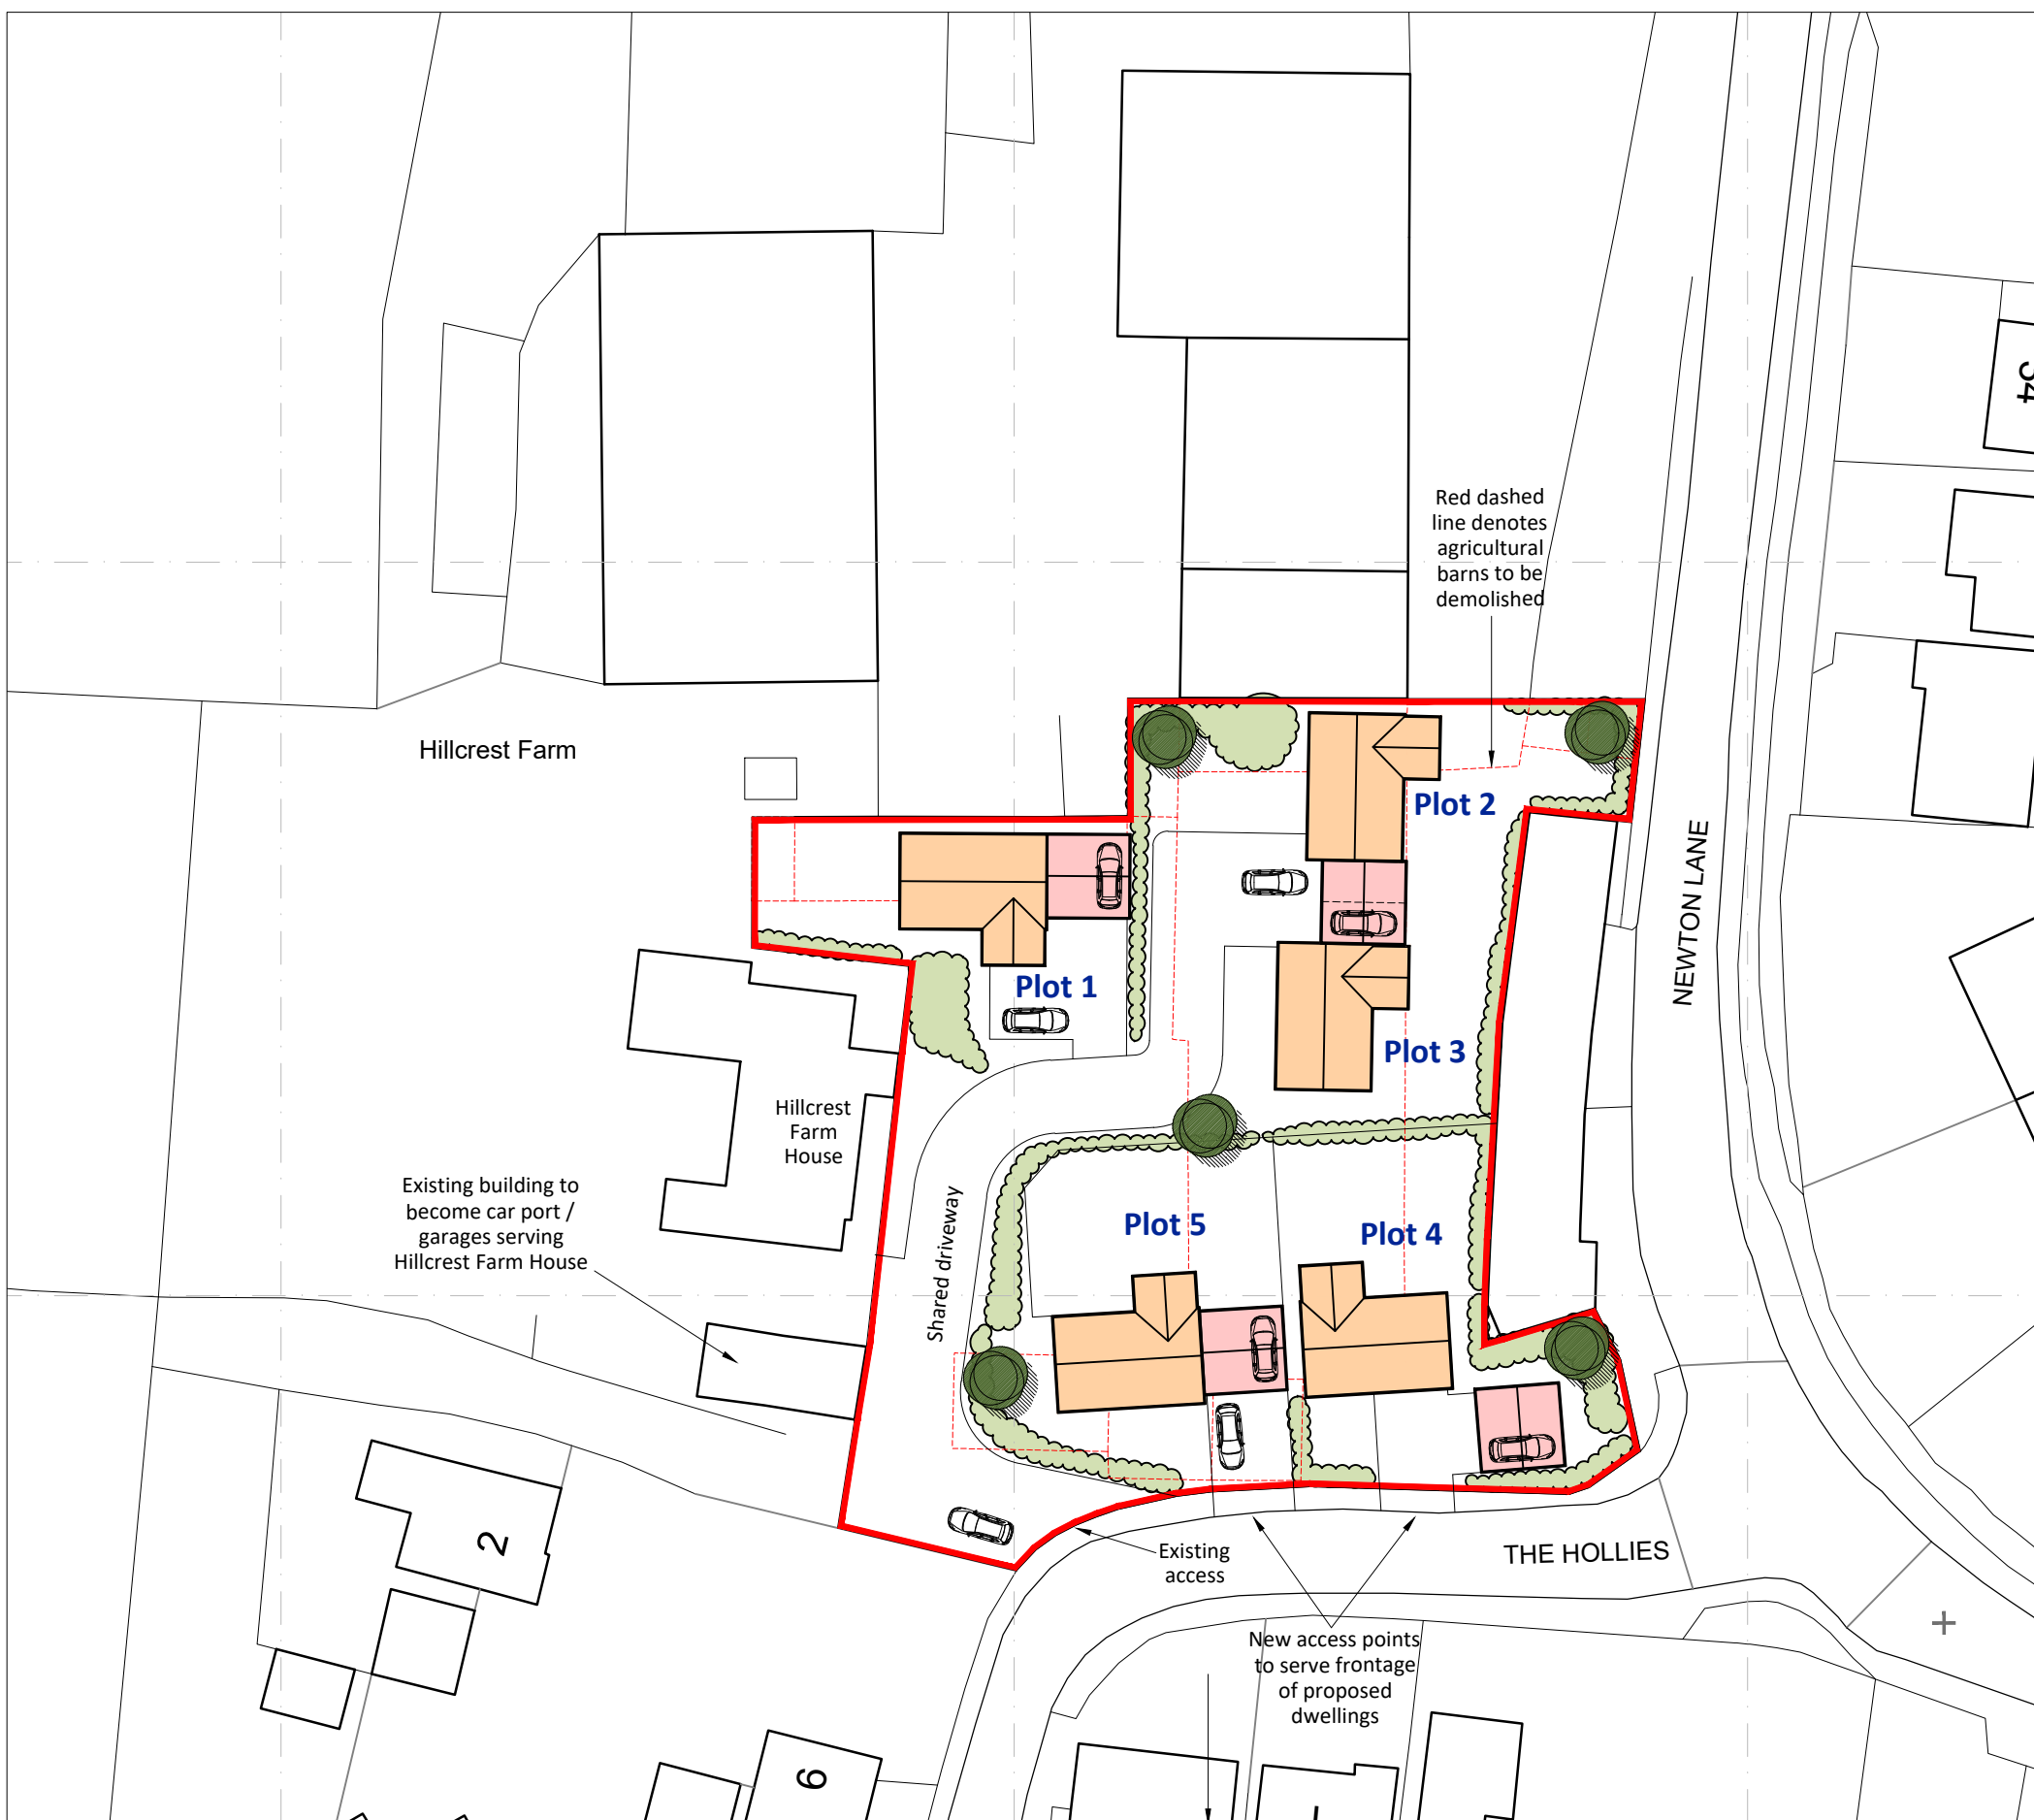 54
Red dashed
line denotes
agricultural
barns to be
demolished
Hillcrest Farm
Plot 2
NEWTON LANE
Plot 1
Plot 3
Hillcrest
Farm
House
Existing building to
become car port /
garages serving
Hillcrest Farm House
Shared driveway
Plot 5
Plot 4
2
Existing
access
THE HOLLIES
New access points
to serve frontage
of proposed
dwellings
6